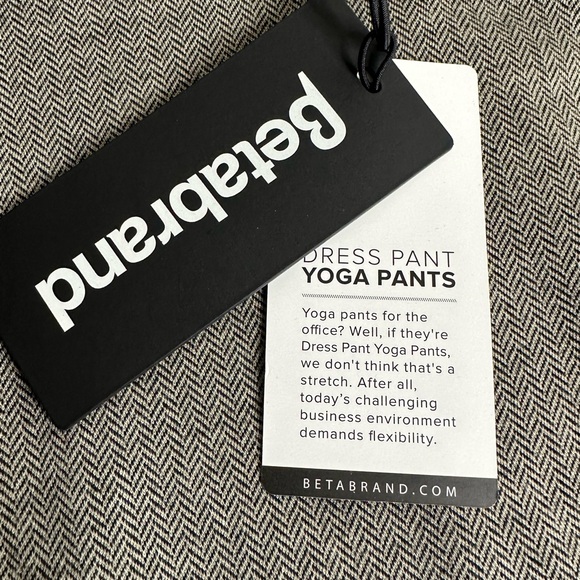 Betabrand
DRESS PANT
YOGA PANTS
Yoga pants for the
office? Well, if they're
Dress Pant Yoga Pants,
we don't think that's a
stretch. After all,
today's challenging
business environment
demands flexibility.
BETABRAND.COM